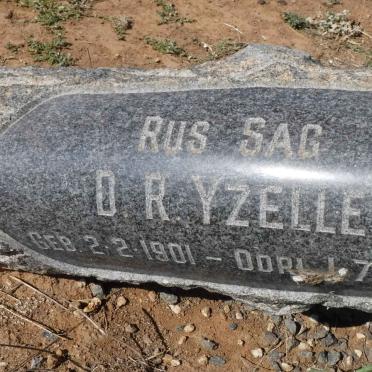 RUS SAG
D. R. YZELLE
GEB 2.2.1901 – OORL 1.7